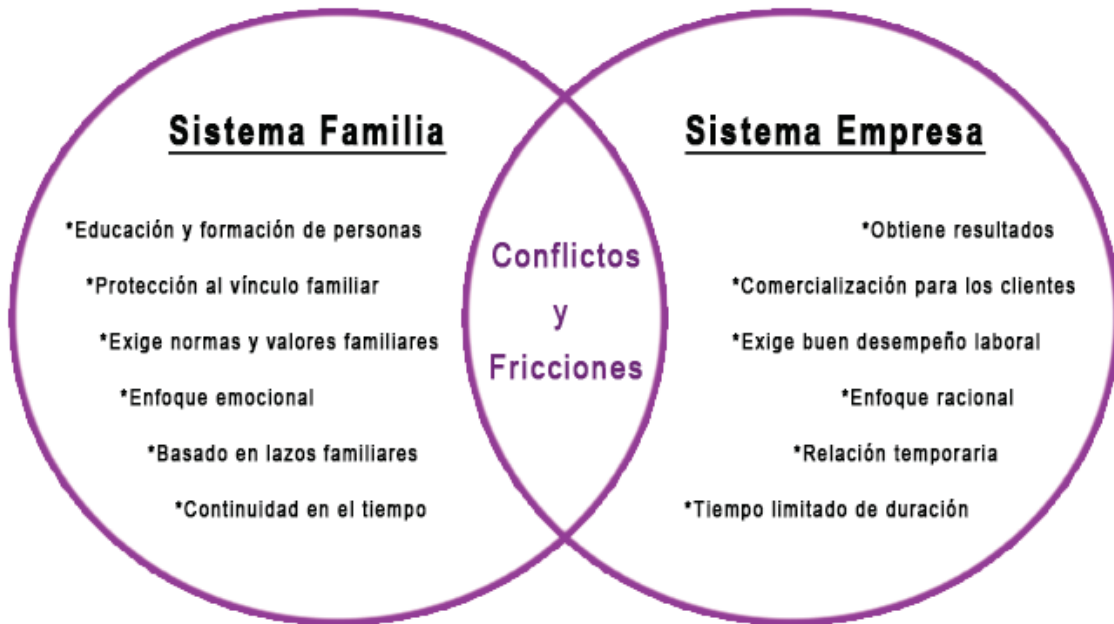 Sistema Familia
*Educación y formación de personas
*Protección al vínculo familiar
*Exige normas y valores familiares
*Enfoque emocional
*Basado en lazos familiares
*Continuidad en el tiempo
Conflictos
y
Fricciones
Sistema Empresa
*Obtiene resultados
*Comercialización para los clientes
*Exige buen desempeño laboral
*Enfoque racional
*Relación temporaria
*Tiempo limitado de duración